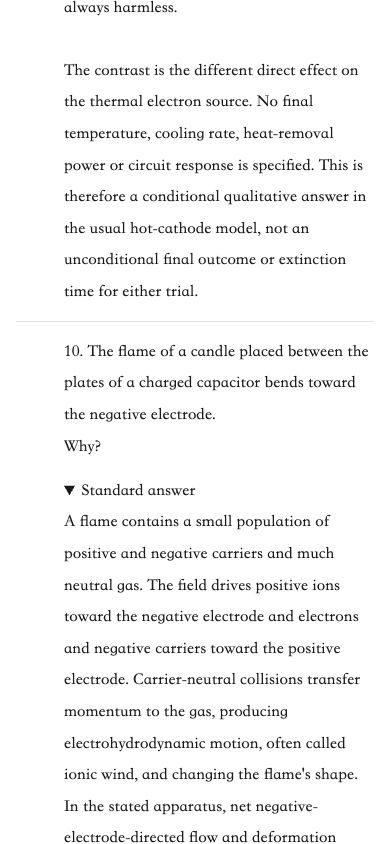 always harmless.
The contrast is the different direct effect on
the thermal electron source. No final
temperature, cooling rate, heat-removal
power or circuit response is specified. This is
therefore a conditional qualitative answer in
the usual hot-cathode model, not an
unconditional final outcome or extinction
time for either trial.
10. The flame of a candle placed between the
plates of a charged capacitor bends toward
the negative electrode.
Why?
▼ Standard answer
A flame contains a small population of
positive and negative carriers and much
neutral gas. The field drives positive ions
toward the negative electrode and electrons
and negative carriers toward the positive
electrode. Carrier-neutral collisions transfer
momentum to the gas, producing
electrohydrodynamic motion, often called
ionic wind, and changing the flame's shape.
In the stated apparatus, net negative-
electrode-directed flow and deformation